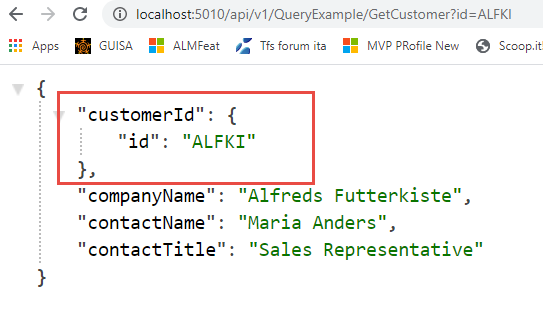 localhost:5010/api/v1/QueryExample/GetCustomer?id=ALFKI
Apps GUISA ALMFeat Tfs forum ita MVP PRofile New Scoop.it
{
"customerId": {
"id": "ALFKI"
},
"companyName": "Alfreds Futterkiste",
"contactName": "Maria Anders",
"contactTitle": "Sales Representative"
}